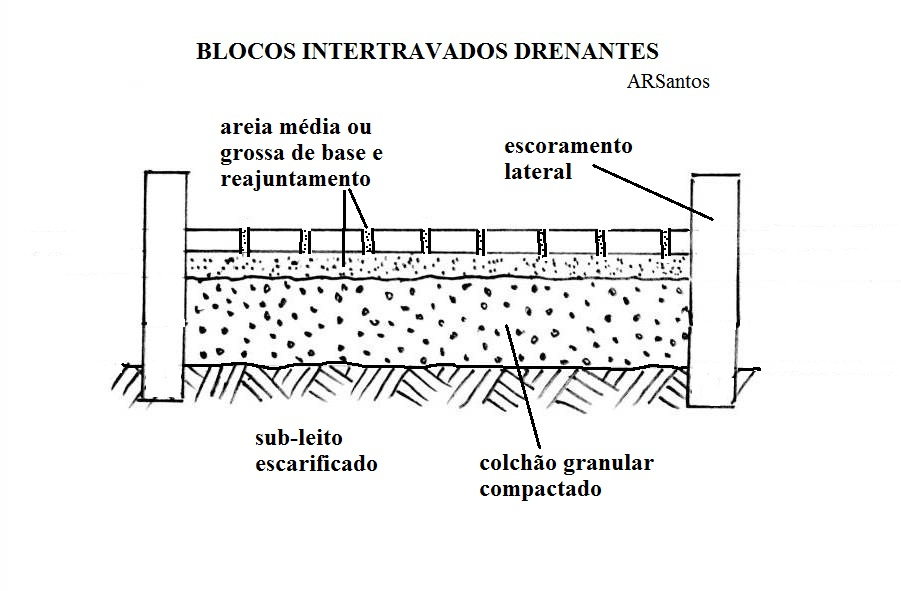 BLOCOS INTERTRAVADOS DRENANTES
ARSantos
areia média ou
grossa de base e
reajuntamento
escoramento
lateral
sub-leito
escarificado
colchão granular
compactado